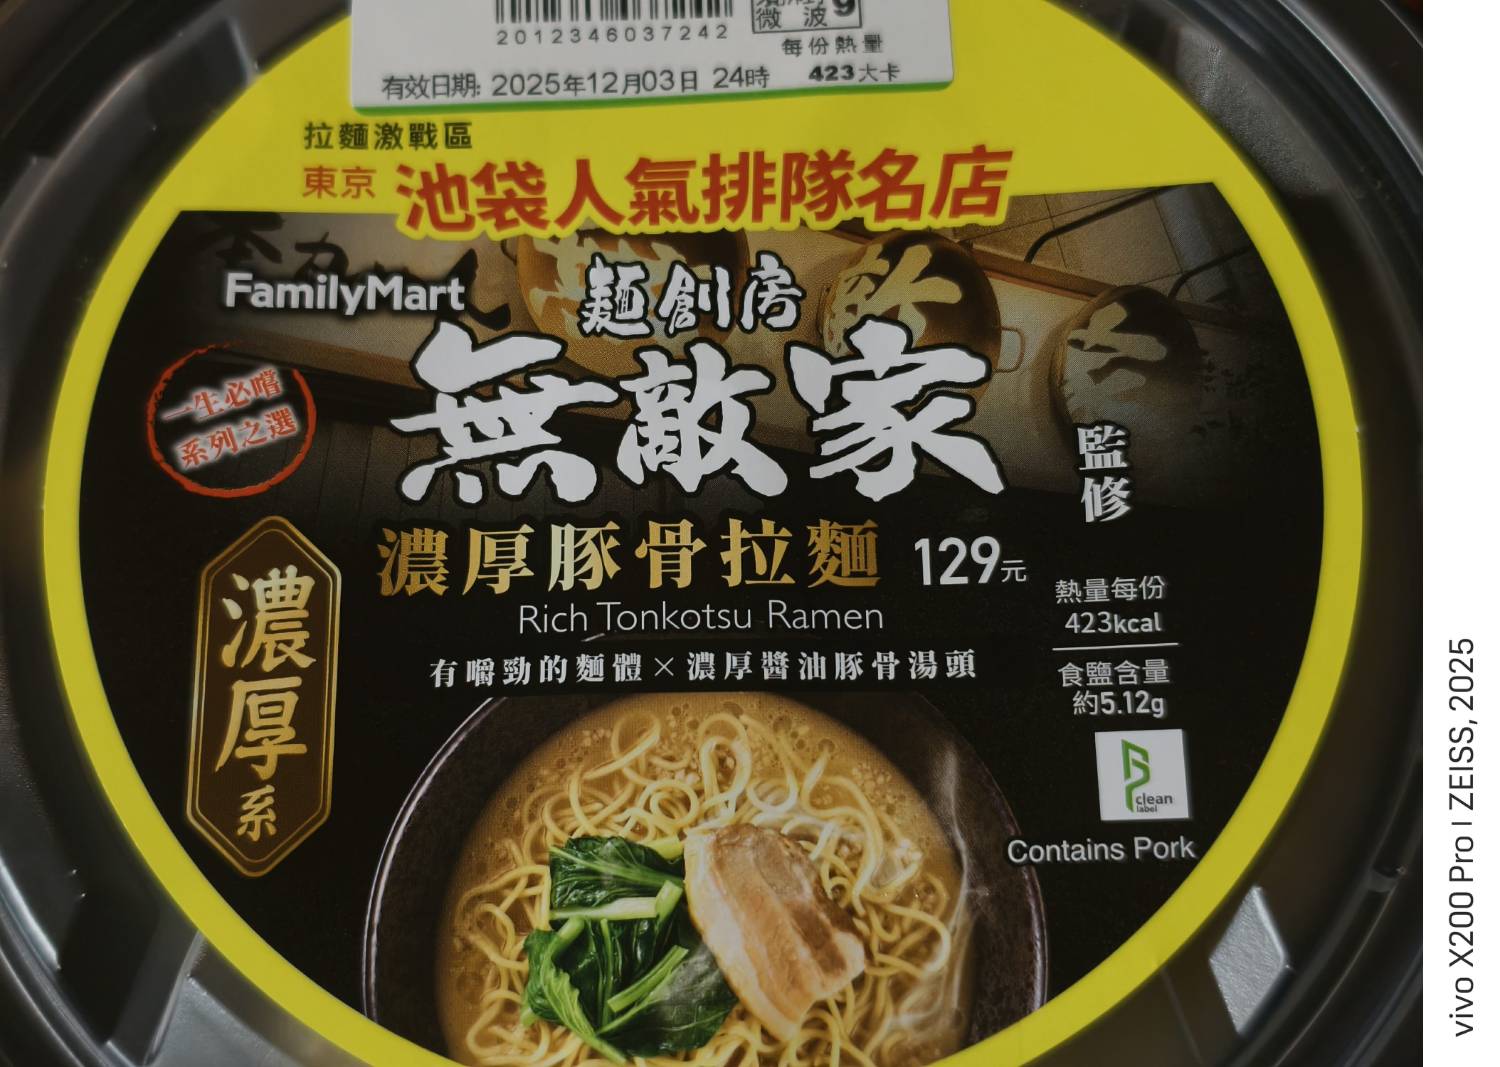 2012346037242
微波
9
每份熱量
有效日期: 2025年12月03日 24時
423大卡
拉麵激戰區
東京 池袋人氣排隊名店
FamilyMart
麵創房
無敵家
監修
一生必嚐
系列之選
濃厚豚骨拉麵 129元
Rich Tonkotsu Ramen
有嚼勁的麵體×濃厚醬油豚骨湯頭
熱量每份
423kcal
食鹽含量
約5.12g
濃厚系
clean
label
Contains Pork
vivo X200 Pro | ZEISS, 2025